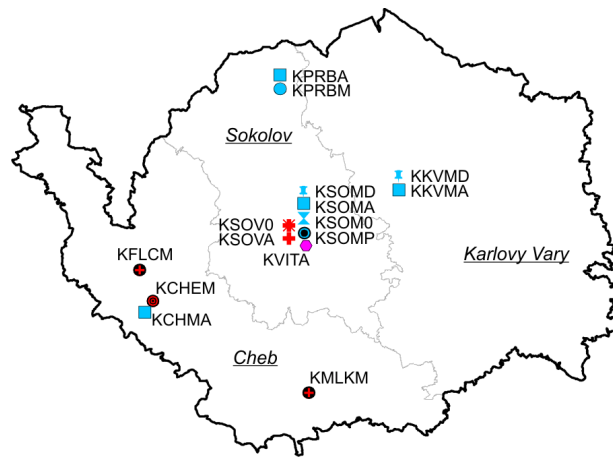 KPRBA
KPRBM
Sokolov
KSOMD
KKVMD
KSOMA
KKVMA
KSOV0
KSOM0
KSOVA
KSOMP
KVITA
Karlovy Vary
KFLCM
KCHEM
KCHMA
Cheb
KMLKM